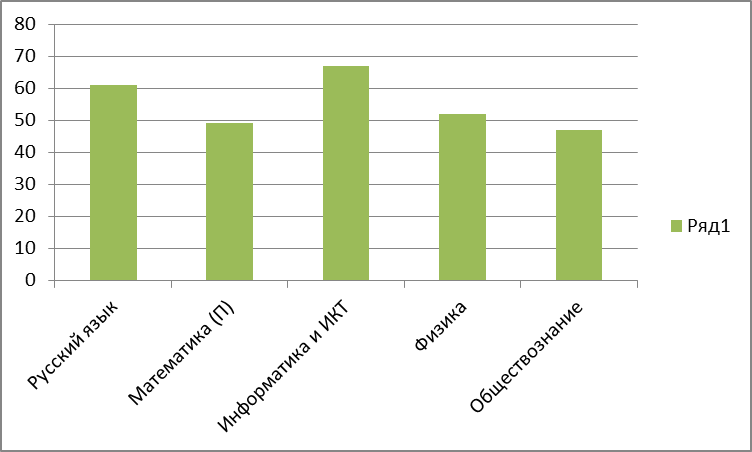 80
70
60
50
40
30
20
10
0
Русский язык
Математика (П)
Информатика и ИКТ
Физика
Обществознание
Ряд1